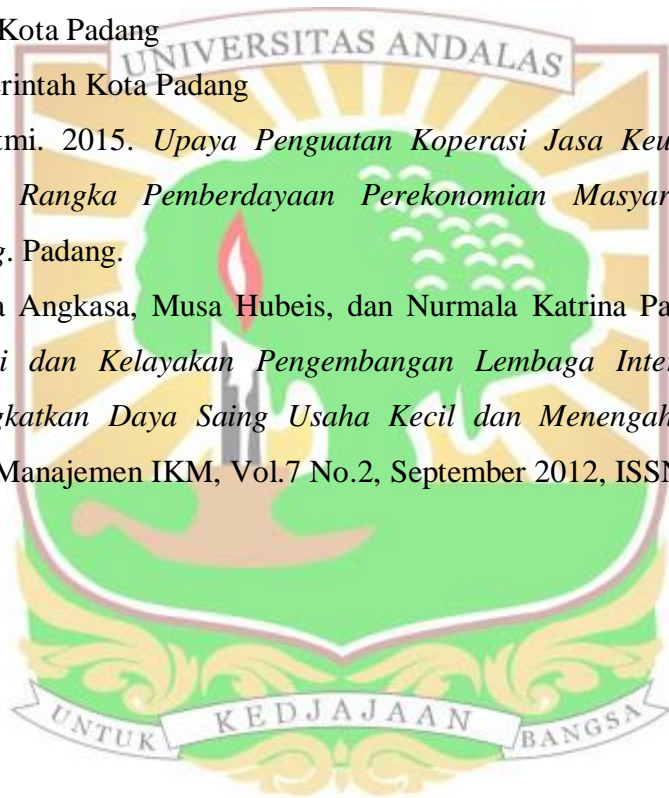 Kota Padang
UNIVERSITAS ANDALAS
erintah Kota Padang
tmi. 2015. Upaya Penguatan Koperasi Jasa Keu
Rangka Pemberdayaan Perekonomian Masyar
g. Padang.
a Angkasa, Musa Hubeis, dan Nurmala Katrina Pa
i dan Kelayakan Pengembangan Lembaga Inte
gkatkan Daya Saing Usaha Kecil dan Menengah
Manajemen IKM, Vol.7 No.2, September 2012, ISSN
UNTUK KEDJAJAAN BANGSA